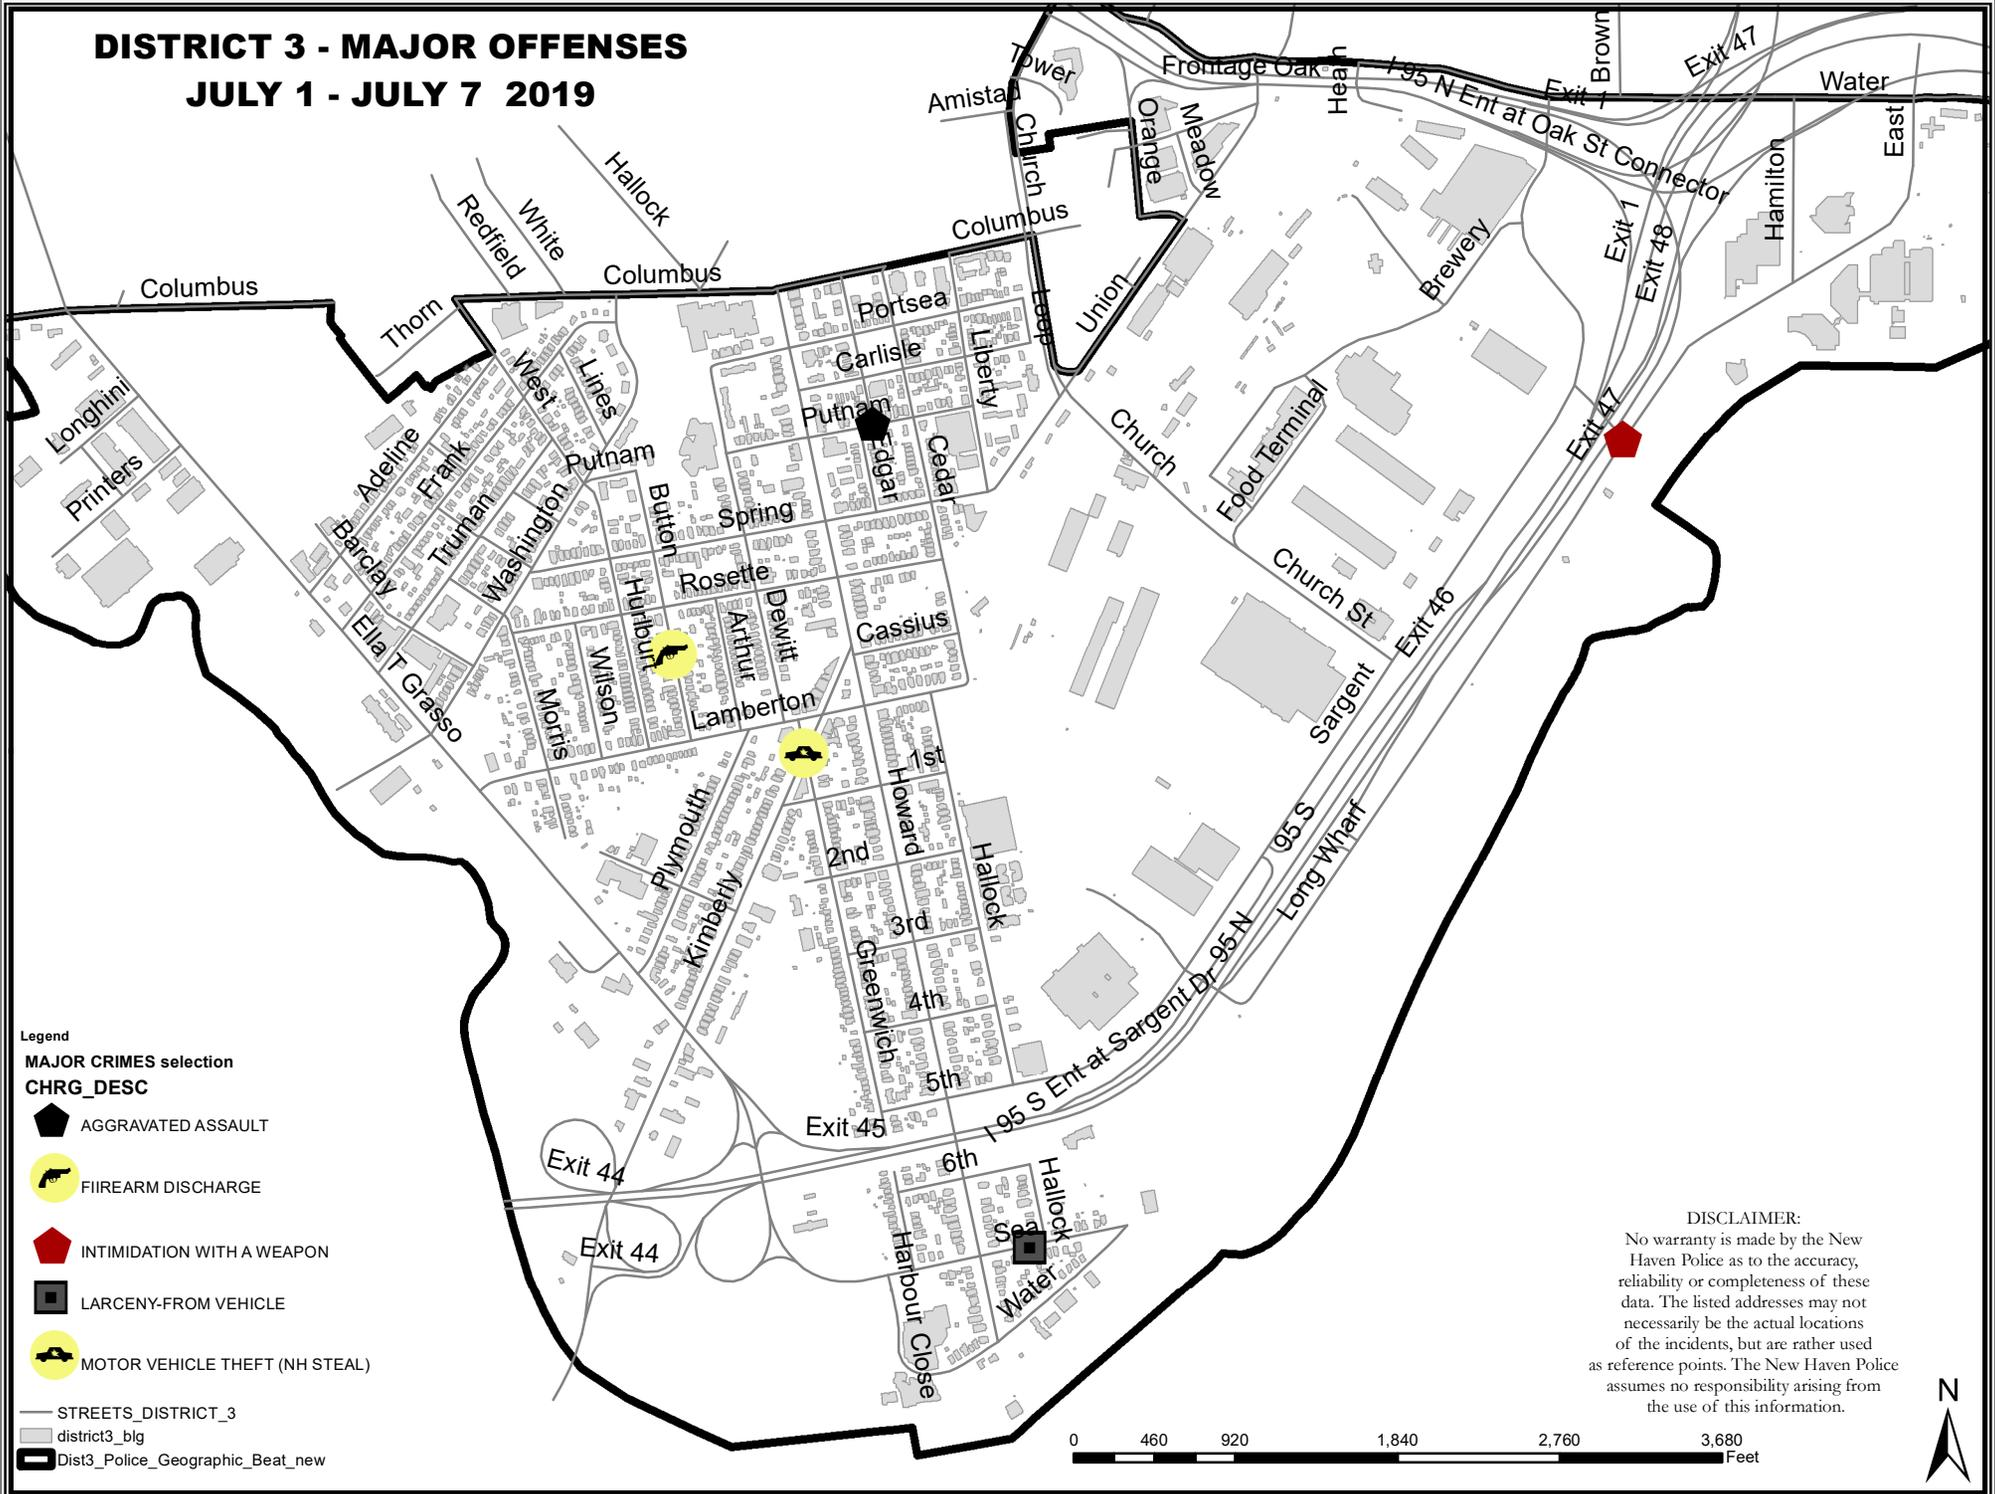 DISTRICT 3 - MAJOR OFFENSES
JULY 1 - JULY 7  2019
Tower
Amistad
Church
Orange
Meadow
Frontage Oak
Heath
I 95 N Ent at Oak St Connector
Exit 1
Brown
Exit 47
Water
East
Hamilton
Exit 1
Exit 48
Hallock
White
Redfield
Columbus
Columbus
Columbus
Thorn
Loop
Union
Brewery
Portsea
Carlisle
Liberty
West
Lines
Longhini
Printers
Putnam
Edgar
Cedar
Church
Food Terminal
Exit 47
Adeline
Frank
Truman
Washington
Barclay
Putnam
Button
Spring
Rosette
Hurlburt
Arthur
Dewitt
Cassius
Church St
Exit 46
Sargent
Ella T Grasso
Morris
Wilson
Lamberton
1st
Howard
Plymouth
Kimberly
2nd
Hallock
3rd
Greenwich
4th
5th
95 S
Long Wharf
95 N
I 95 S Ent at Sargent Dr
Exit 45
Exit 44
Exit 44
6th
Hallock
Sea
Water
Harbour Close
Legend
MAJOR CRIMES selection
CHRG_DESC
AGGRAVATED ASSAULT
FIIREARM DISCHARGE
INTIMIDATION WITH A WEAPON
LARCENY-FROM VEHICLE
MOTOR VEHICLE THEFT (NH STEAL)
STREETS_DISTRICT_3
district3_blg
Dist3_Police_Geographic_Beat_new
DISCLAIMER:
No warranty is made by the New
Haven Police as to the accuracy,
reliability or completeness of these
data. The listed addresses may not
necessarily be the actual locations
of the incidents, but are rather used
as reference points. The New Haven Police
assumes no responsibility arising from
the use of this information.
N
0 460 920 1,840 2,760 3,680
Feet